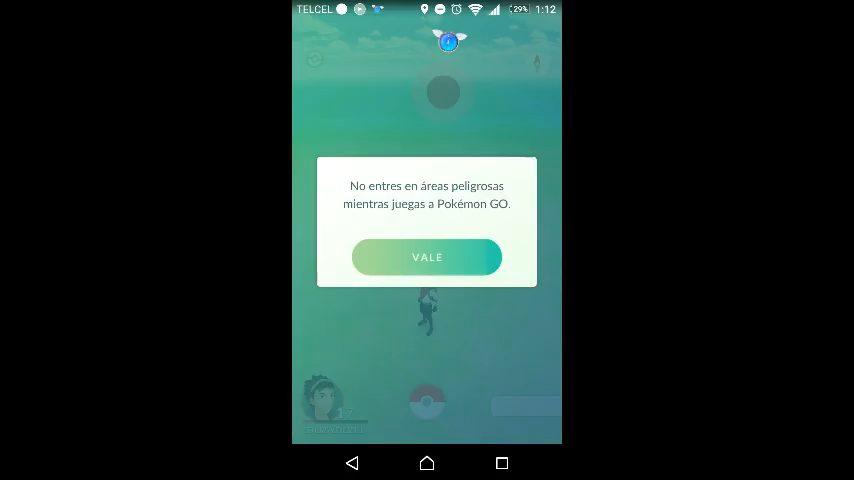 TELCEL 29% 1:12
No entres en áreas peligrosas
mientras juegas a Pokémon GO.
VALE
17